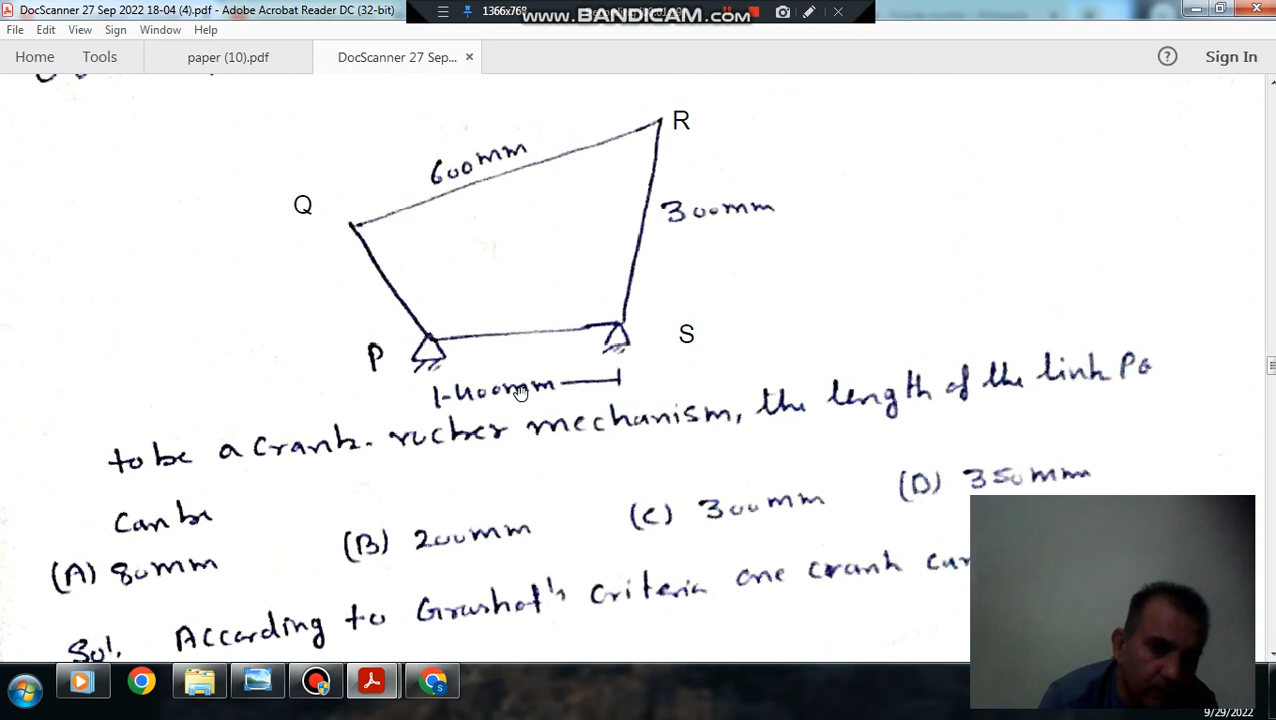 DocScanner 27 Sep 2022 18-04 (4).pdf - Adobe Acrobat Reader DC (32-bit)
1366x768
www.BANDICAM.com
File Edit View Sign Window Help
Home Tools paper (10).pdf DocScanner 27 Sep... × Sign In
R
600mm
Q
300mm
P
S
400mm
to be a crank-rocker mechanism, the length of the link PQ
can be
(A) 80mm (B) 200mm (C) 300mm (D) 350mm
Sol. According to Grashof's criteria one crank
9/29/2022